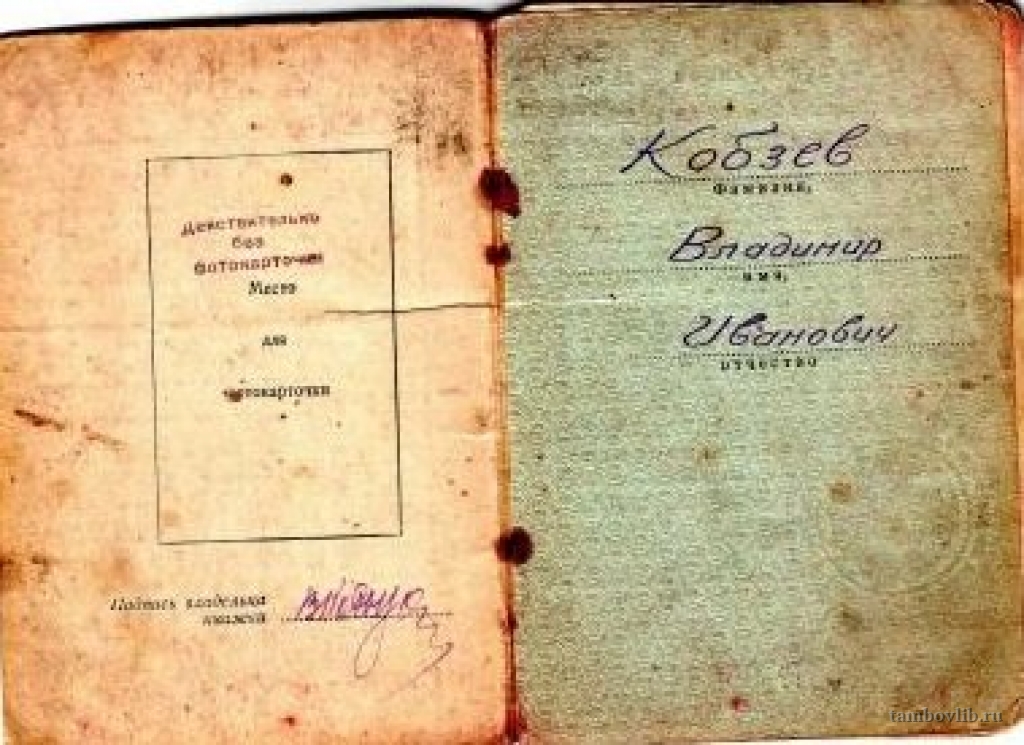 Действительно
без
фотокарточки
Место
для
фотокарточки
Подпись владельца
книжки
Кобзев
Фамилия,
Владимир
имя,
Иванович
отчество
tambovlib.ru